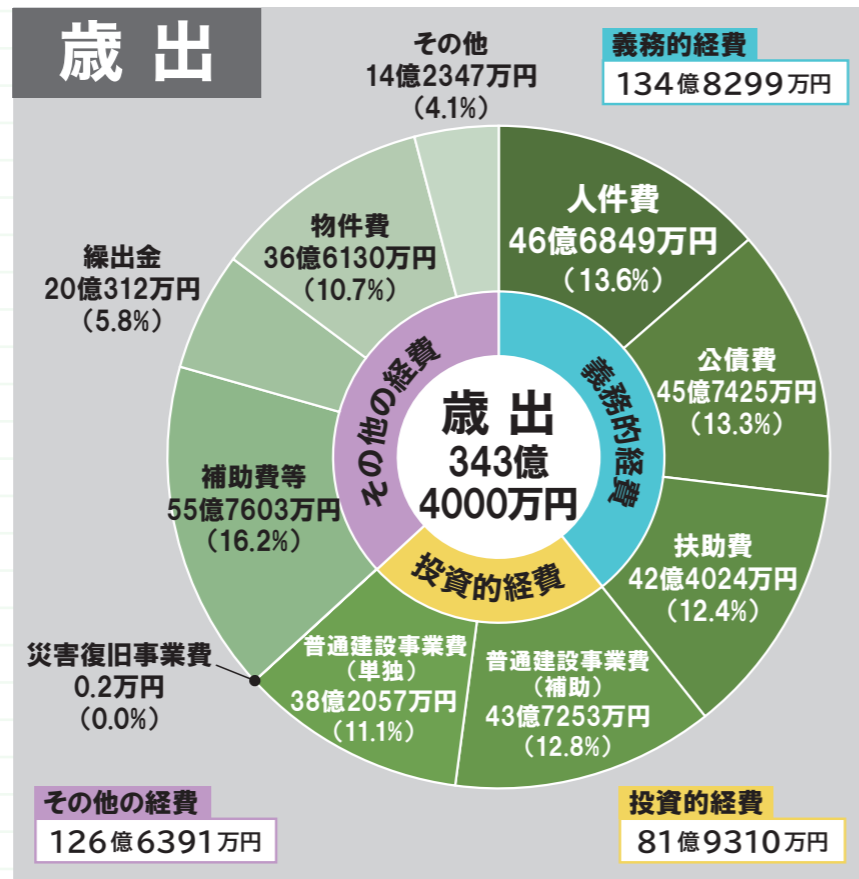 歳出
その他
14億2347万円
(4.1%)
義務的経費
134億8299万円
人件費
46億6849万円
(13.6%)
公債費
45億7425万円
(13.3%)
扶助費
42億4024万円
(12.4%)
普通建設事業費
(補助)
43億7253万円
(12.8%)
普通建設事業費
(単独)
38億2057万円
(11.1%)
災害復旧事業費
0.2万円
(0.0%)
補助費等
55億7603万円
(16.2%)
繰出金
20億312万円
(5.8%)
物件費
36億6130万円
(10.7%)
その他の経費
義務的経費
投資的経費
歳出
343億
4000万円
その他の経費
126億6391万円
投資的経費
81億9310万円